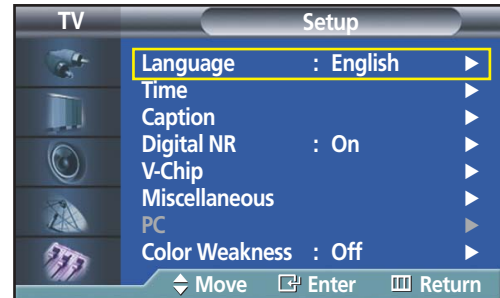 TV Setup
Language : English
Time
Caption
Digital NR : On
V-Chip
Miscellaneous
PC
Color Weakness : Off
Move Enter Return